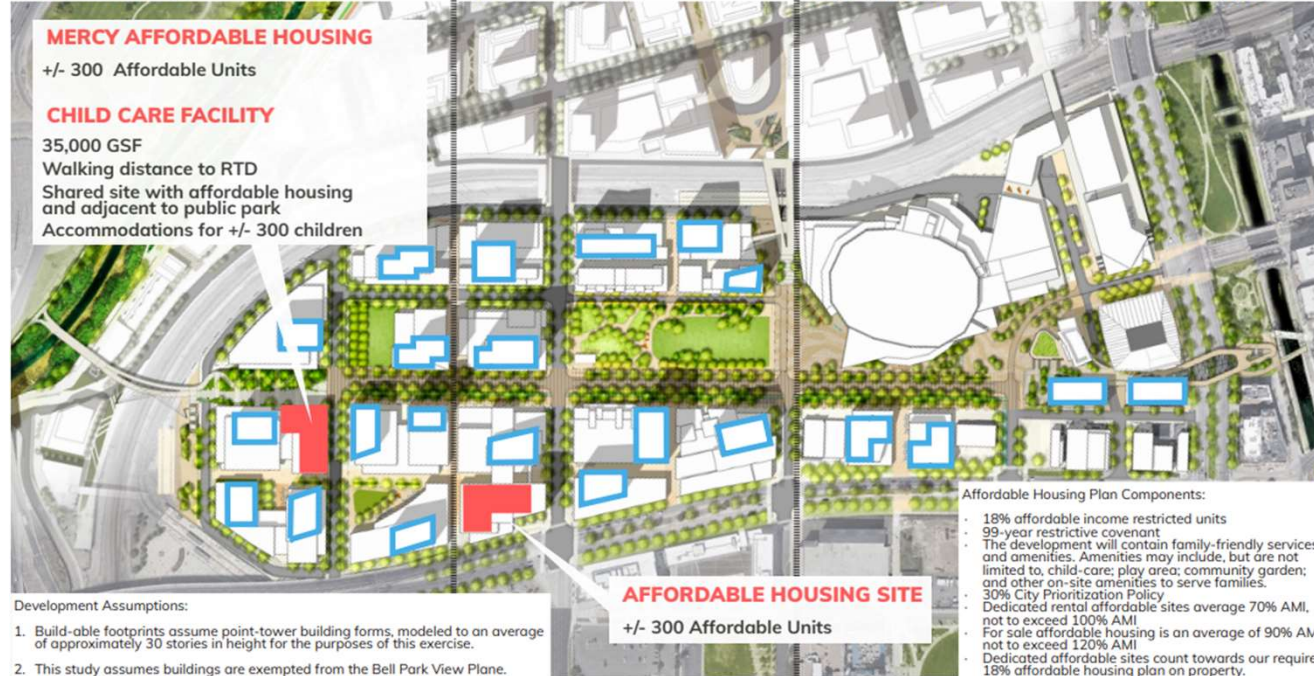 MERCY AFFORDABLE HOUSING
+/- 300 Affordable Units
CHILD CARE FACILITY
35,000 GSF
Walking distance to RTD
Shared site with affordable housing
and adjacent to public park
Accommodations for +/- 300 children
AFFORDABLE HOUSING SITE
+/- 300 Affordable Units
Development Assumptions:
1. Build-able footprints assume point-tower building forms, modeled to an average
of approximately 30 stories in height for the purposes of this exercise.
2. This study assumes buildings are exempted from the Bell Park View Plane.
Affordable Housing Plan Components:
· 18% affordable income restricted units
· 99-year restrictive covenant
· The development will contain family-friendly services
and amenities. Amenities may include, but are not
limited to, child-care; play area; community garden;
and other on-site amenities to serve families.
· 30% City Prioritization Policy
· Dedicated rental affordable sites average 70% AMI,
not to exceed 100% AMI
· For sale affordable housing is an average of 90% AM
not to exceed 120% AMI
· Dedicated affordable sites count towards our require
18% affordable housing plan on property.